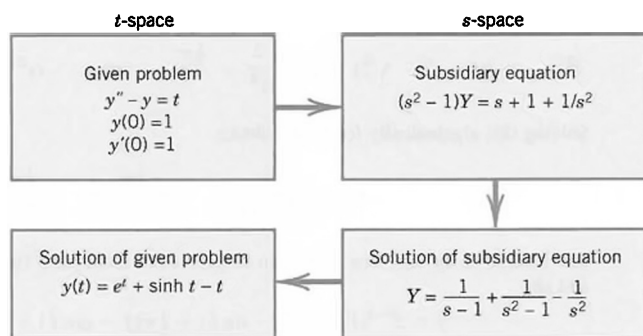 t-space
s-space
Given problem
y″ − y = t
y(0) = 1
y′(0) = 1
Subsidiary equation
(s² − 1)Y = s + 1 + 1/s²
Solution of given problem
y(t) = eᵗ + sinh t − t
Solution of subsidiary equation
Y = 1/(s − 1) + 1/(s² − 1) − 1/s²